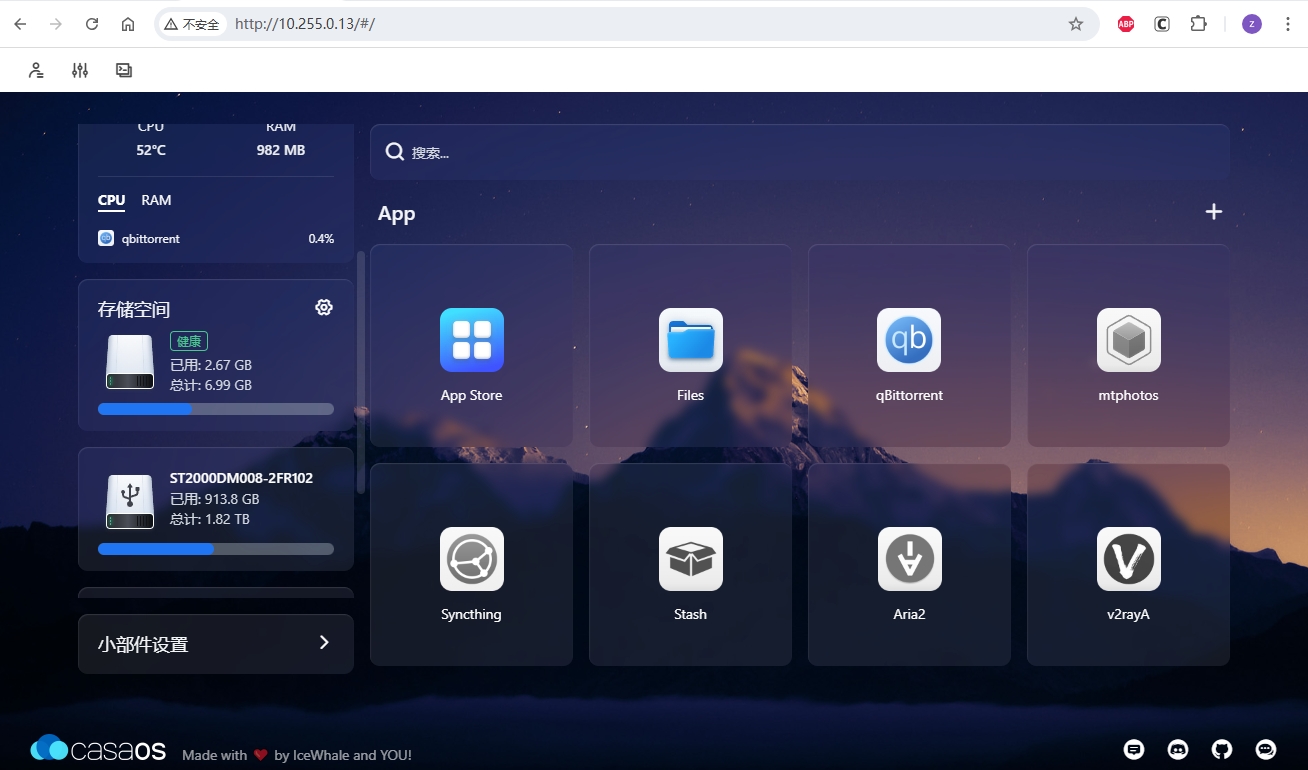 不安全 http://10.255.0.13/#/
ABP
C
z
CPU RAM
52°C 982 MB
CPU RAM
qbittorrent 0.4%
存储空间
健康
已用: 2.67 GB
总计: 6.99 GB
ST2000DM008-2FR102
已用: 913.8 GB
总计: 1.82 TB
小部件设置
搜索...
App
App Store
Files
qb
qBittorrent
mtphotos
Syncthing
Stash
Aria2
v2rayA
casaOS Made with by IceWhale and YOU!